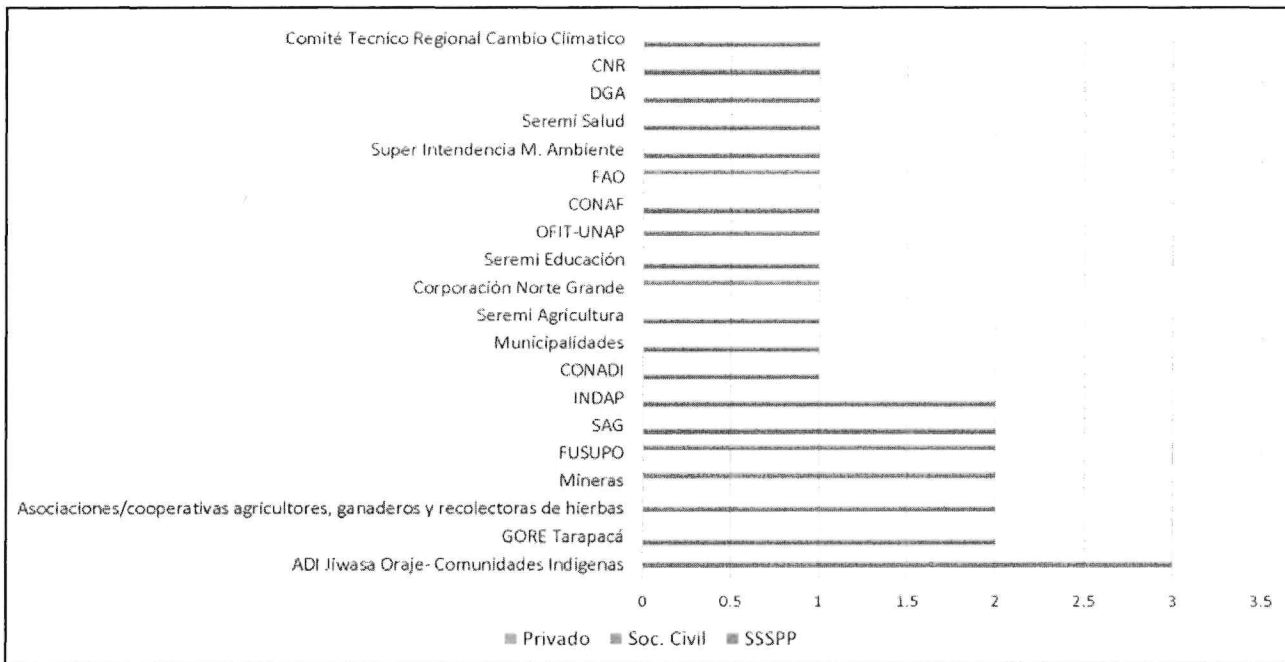 Comité Tecnico Regional Cambio Climatico
CNR
DGA
Seremi Salud
Super Intendencia M. Ambiente
FAO
CONAF
OFIT-UNAP
Seremi Educación
Corporación Norte Grande
Seremi Agricultura
Municipalidades
CONADI
INDAP
SAG
FUSUPO
Mineras
Asociaciones/cooperativas agricultores, ganaderos y recolectoras de hierbas
GORE Tarapacá
ADI Jiwasa Oraje- Comunidades Indigenas
0 0.5 1 1.5 2 2.5 3 3.5
Privado Soc. Civil SSSPP